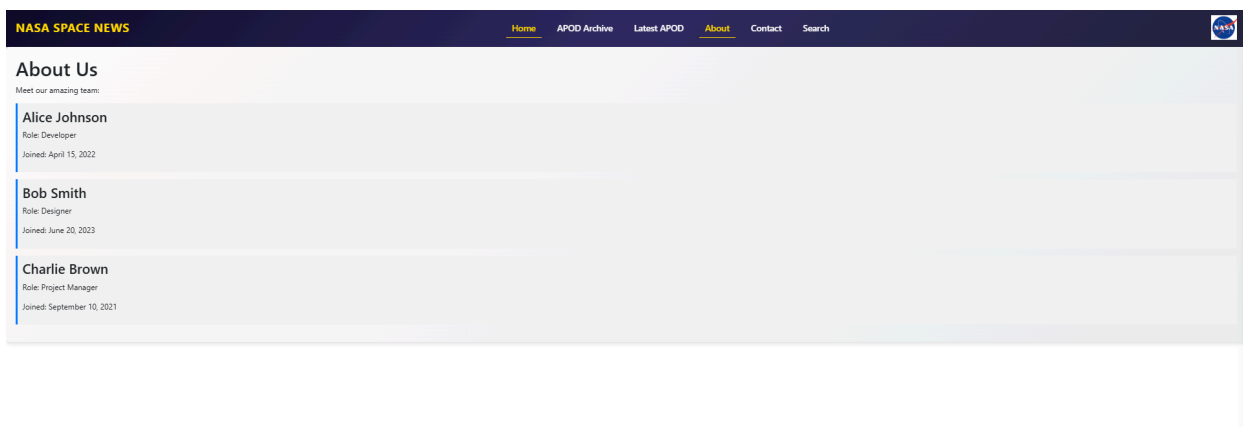 NASA SPACE NEWS
Home APOD Archive Latest APOD About Contact Search
NASA
About Us
Meet our amazing team:
Alice Johnson
Role: Developer
Joined: April 15, 2022
Bob Smith
Role: Designer
Joined: June 20, 2023
Charlie Brown
Role: Project Manager
Joined: September 10, 2021